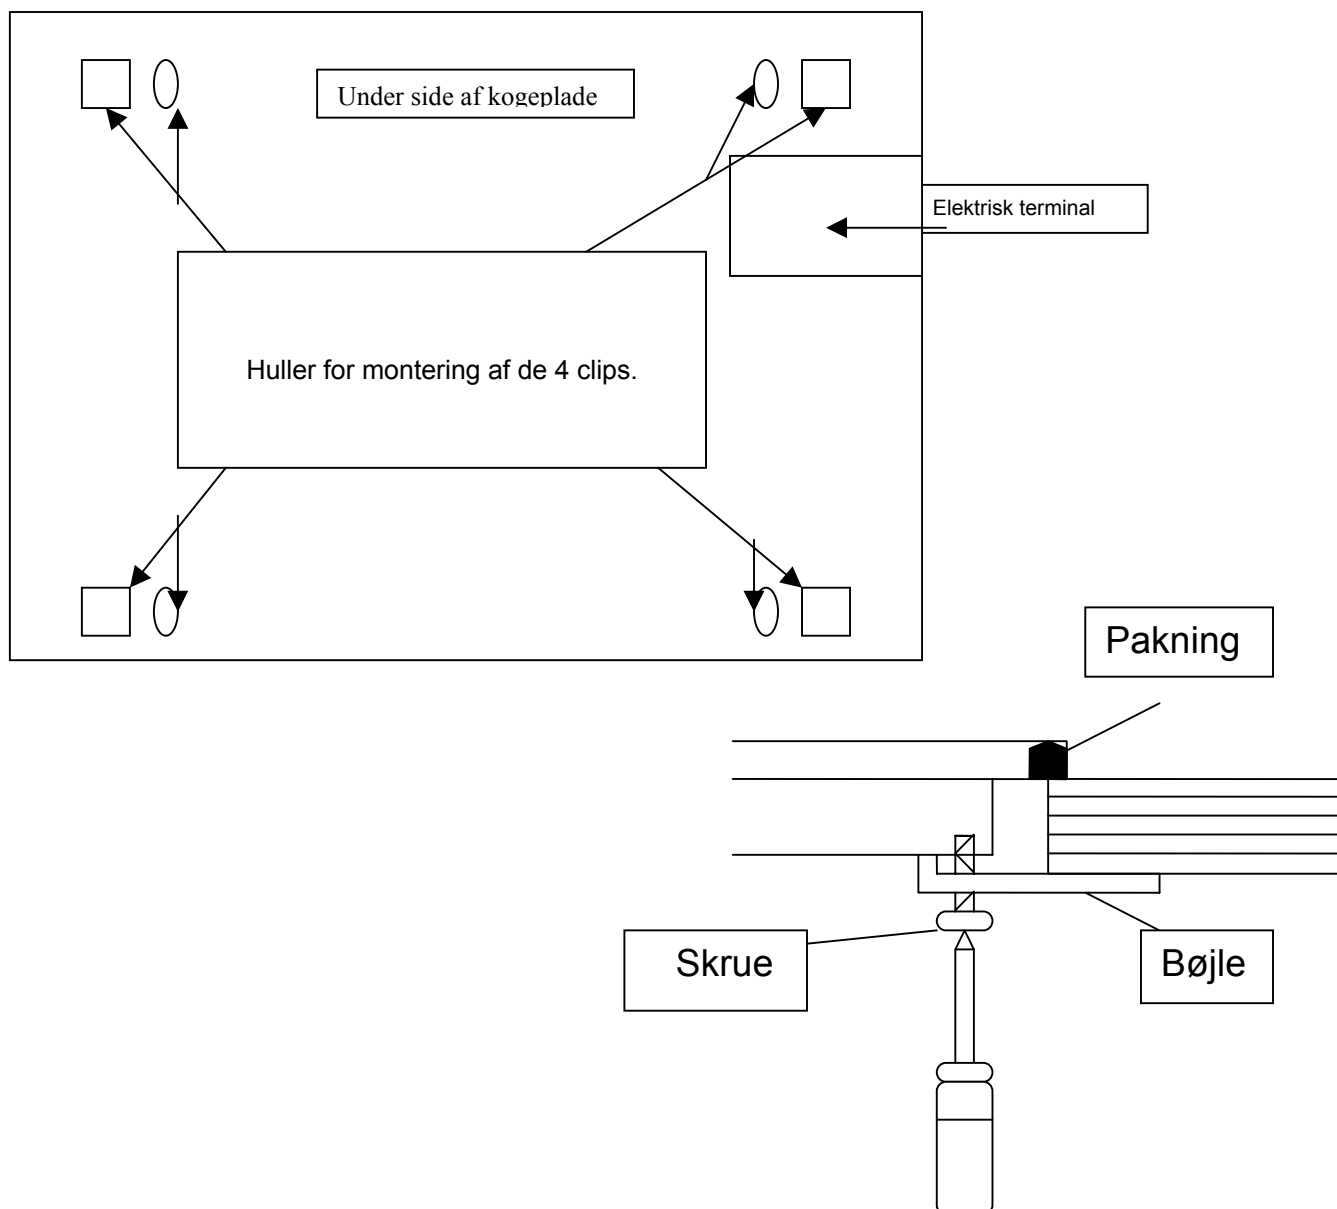 Under side af kogeplade
Elektrisk terminal
Huller for montering af de 4 clips.
Pakning
Skrue
Bøjle